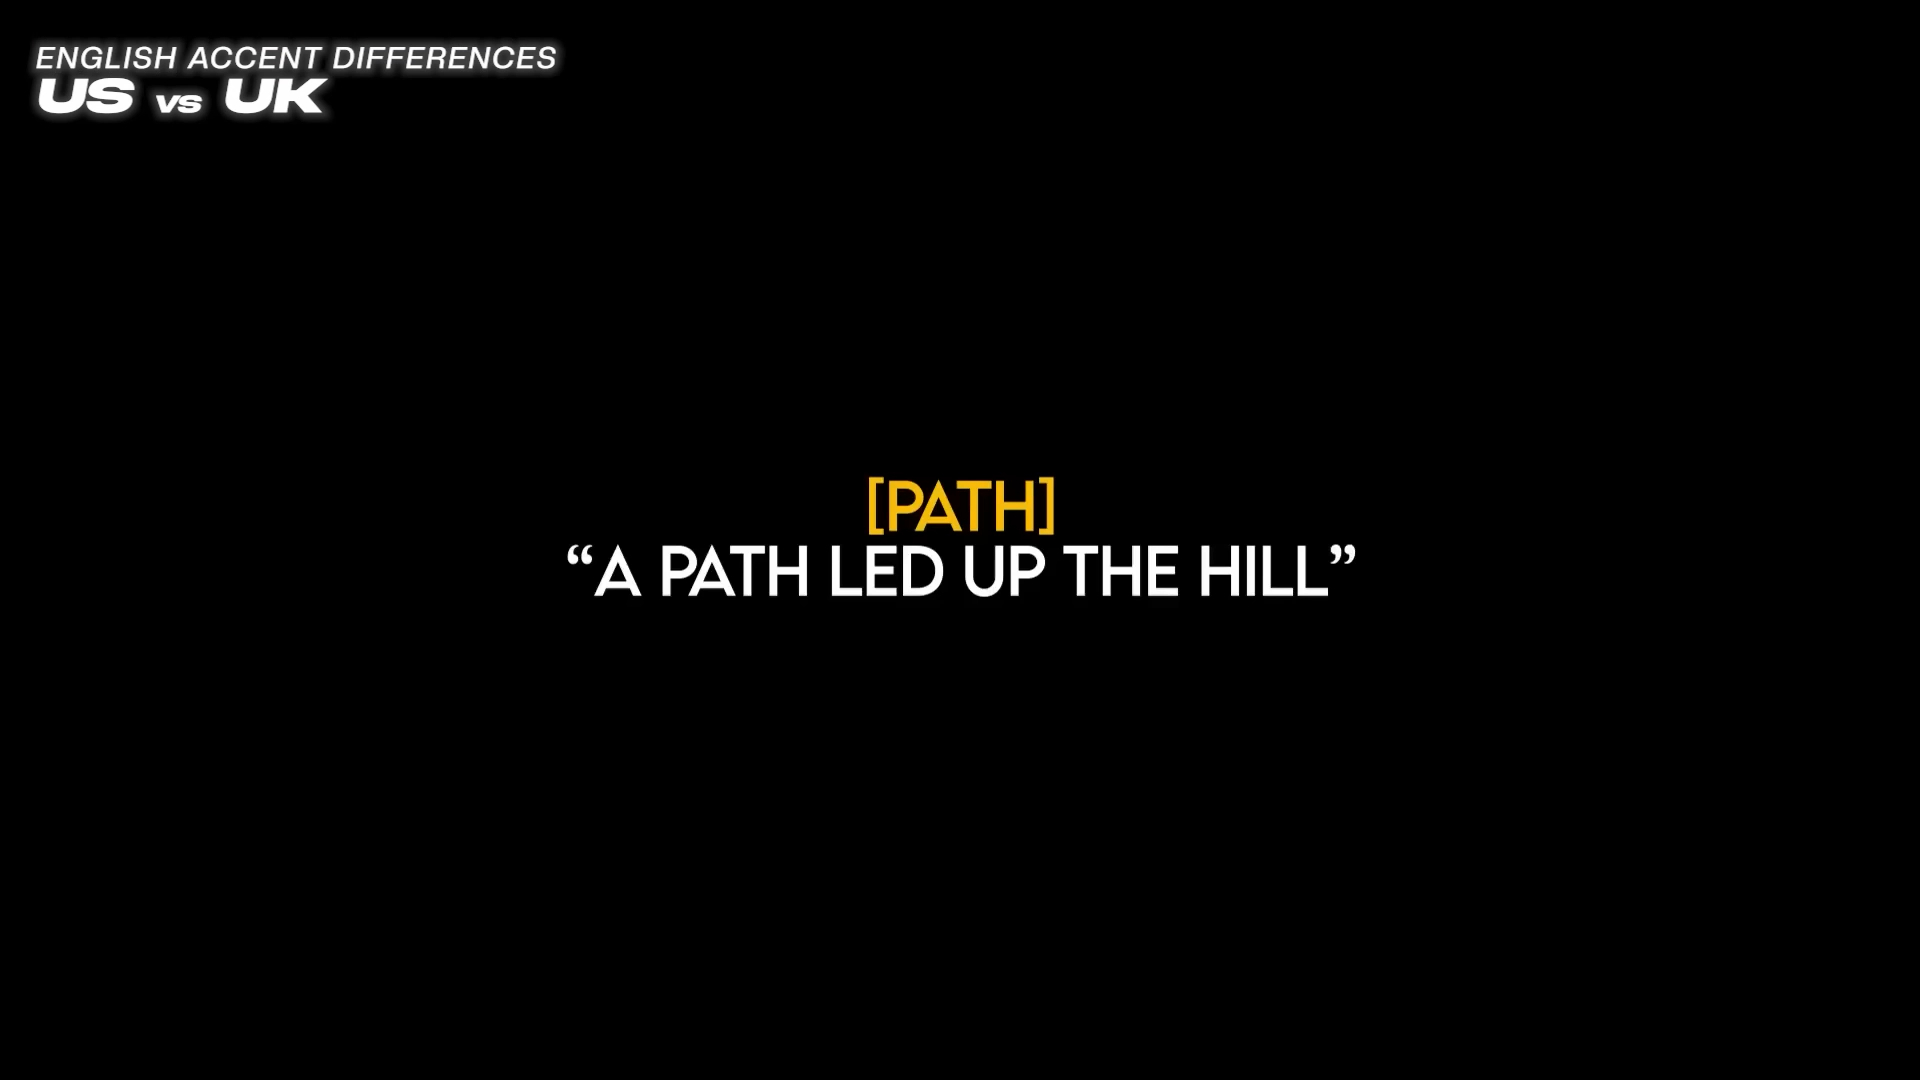 ENGLISH ACCENT DIFFERENCES
US vs UK
[PATH]
“A PATH LED UP THE HILL”